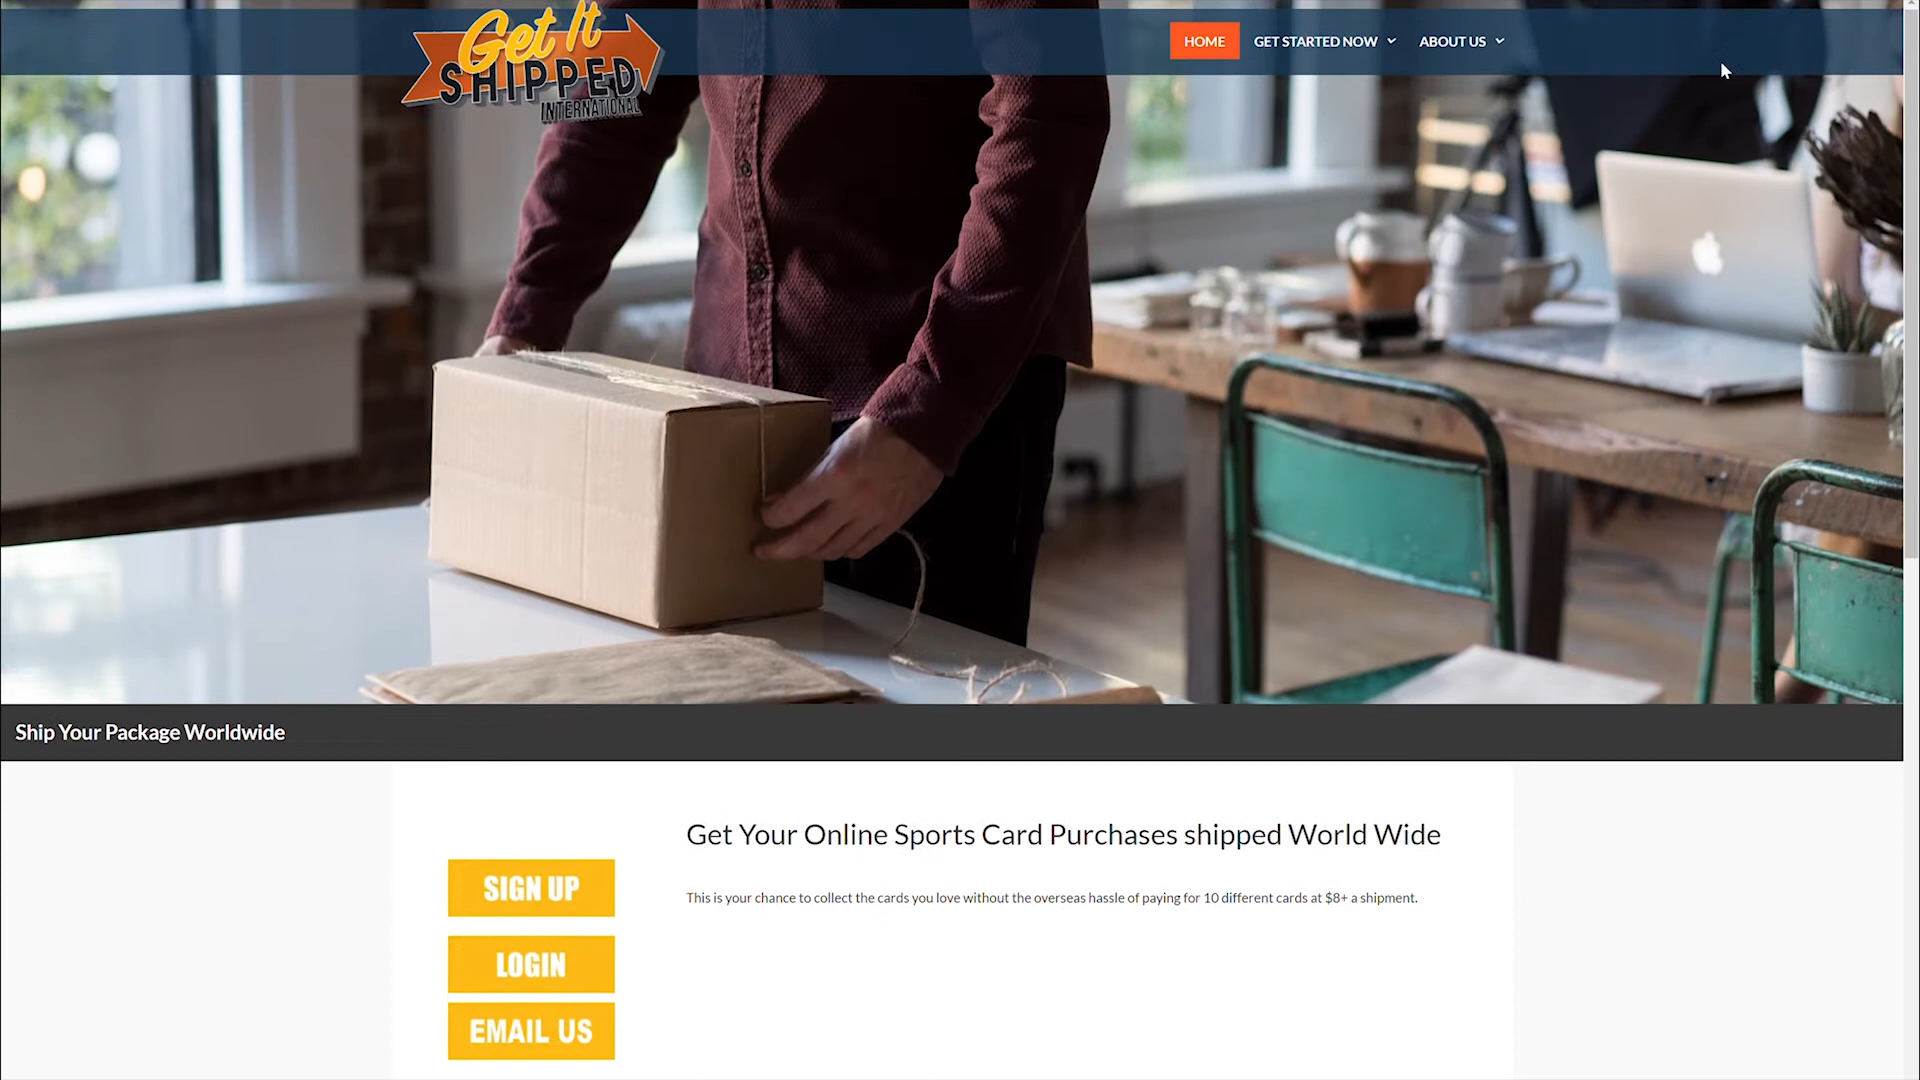 Get It
SHIPPED
INTERNATIONAL
HOME
GET STARTED NOW
ABOUT US
Ship Your Package Worldwide
Get Your Online Sports Card Purchases shipped World Wide
This is your chance to collect the cards you love without the overseas hassle of paying for 10 different cards at $8+ a shipment.
SIGN UP
LOGIN
EMAIL US